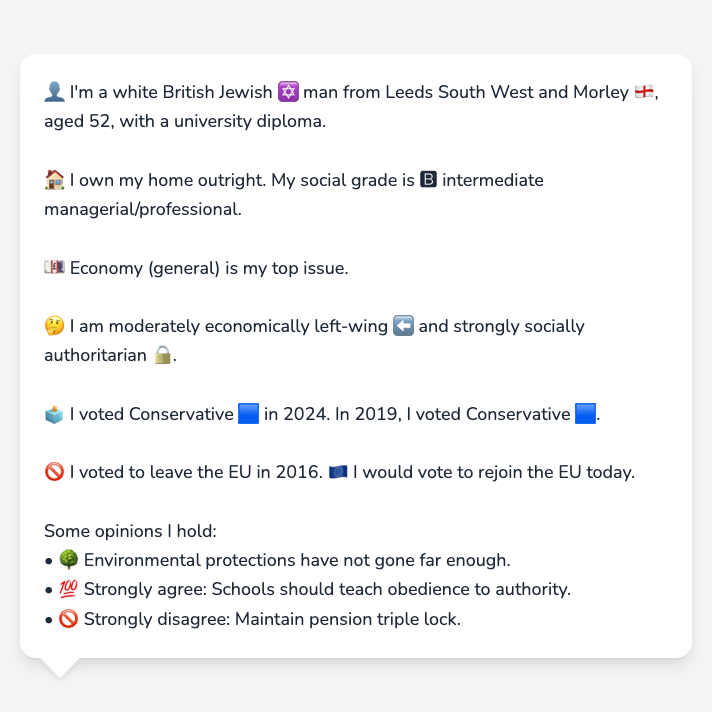 👤 I'm a white British Jewish ✡️ man from Leeds South West and Morley 🏴󠁧󠁢󠁥󠁮󠁧󠁿,
aged 52, with a university diploma.
🏠 I own my home outright. My social grade is 🅱 intermediate
managerial/professional.
💷 Economy (general) is my top issue.
🤔 I am moderately economically left-wing ⬅️ and strongly socially
authoritarian 🔒.
🗳️ I voted Conservative 🟦 in 2024. In 2019, I voted Conservative 🟦.
🚫 I voted to leave the EU in 2016. 🇪🇺 I would vote to rejoin the EU today.
Some opinions I hold:
• 🌳 Environmental protections have not gone far enough.
• 💯 Strongly agree: Schools should teach obedience to authority.
• 🚫 Strongly disagree: Maintain pension triple lock.